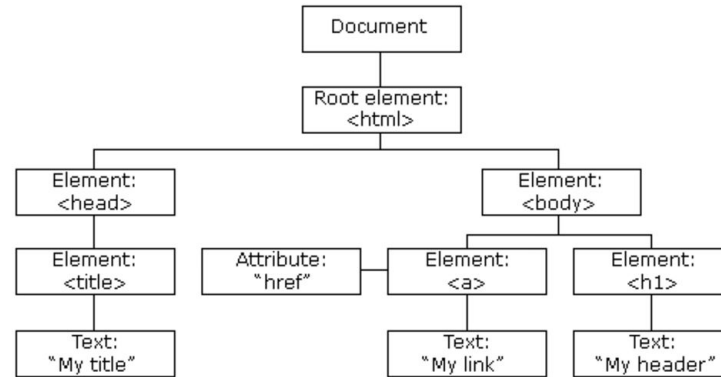 Document
Root element:
<html>
Element:
<head>
Element:
<body>
Element:
<title>
Attribute:
“href”
Element:
<a>
Element:
<h1>
Text:
“My title”
Text:
“My link”
Text:
“My header”